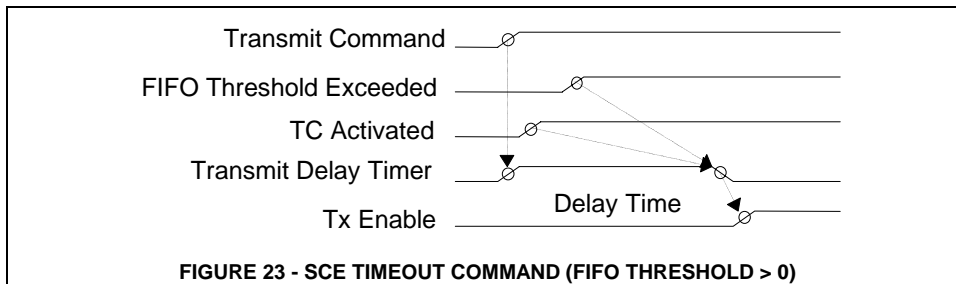 Transmit Command
FIFO Threshold Exceeded
TC Activated
Transmit Delay Timer
Delay Time
Tx Enable
FIGURE 23 - SCE TIMEOUT COMMAND (FIFO THRESHOLD > 0)